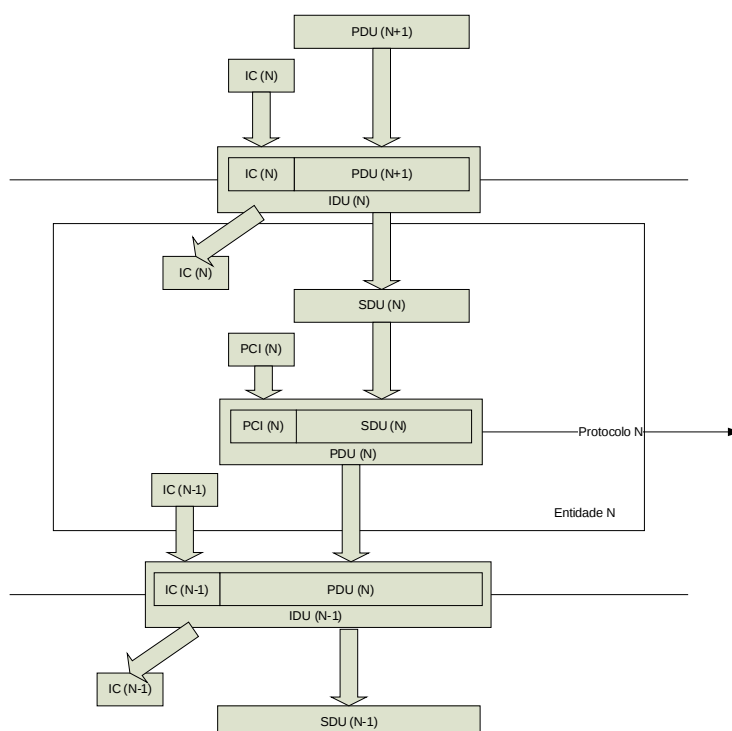 PDU (N+1)
IC (N)
IC (N)
PDU (N+1)
IDU (N)
IC (N)
SDU (N)
PCI (N)
PCI (N)
SDU (N)
PDU (N)
Protocolo N
IC (N-1)
Entidade N
IC (N-1)
PDU (N)
IDU (N-1)
IC (N-1)
SDU (N-1)